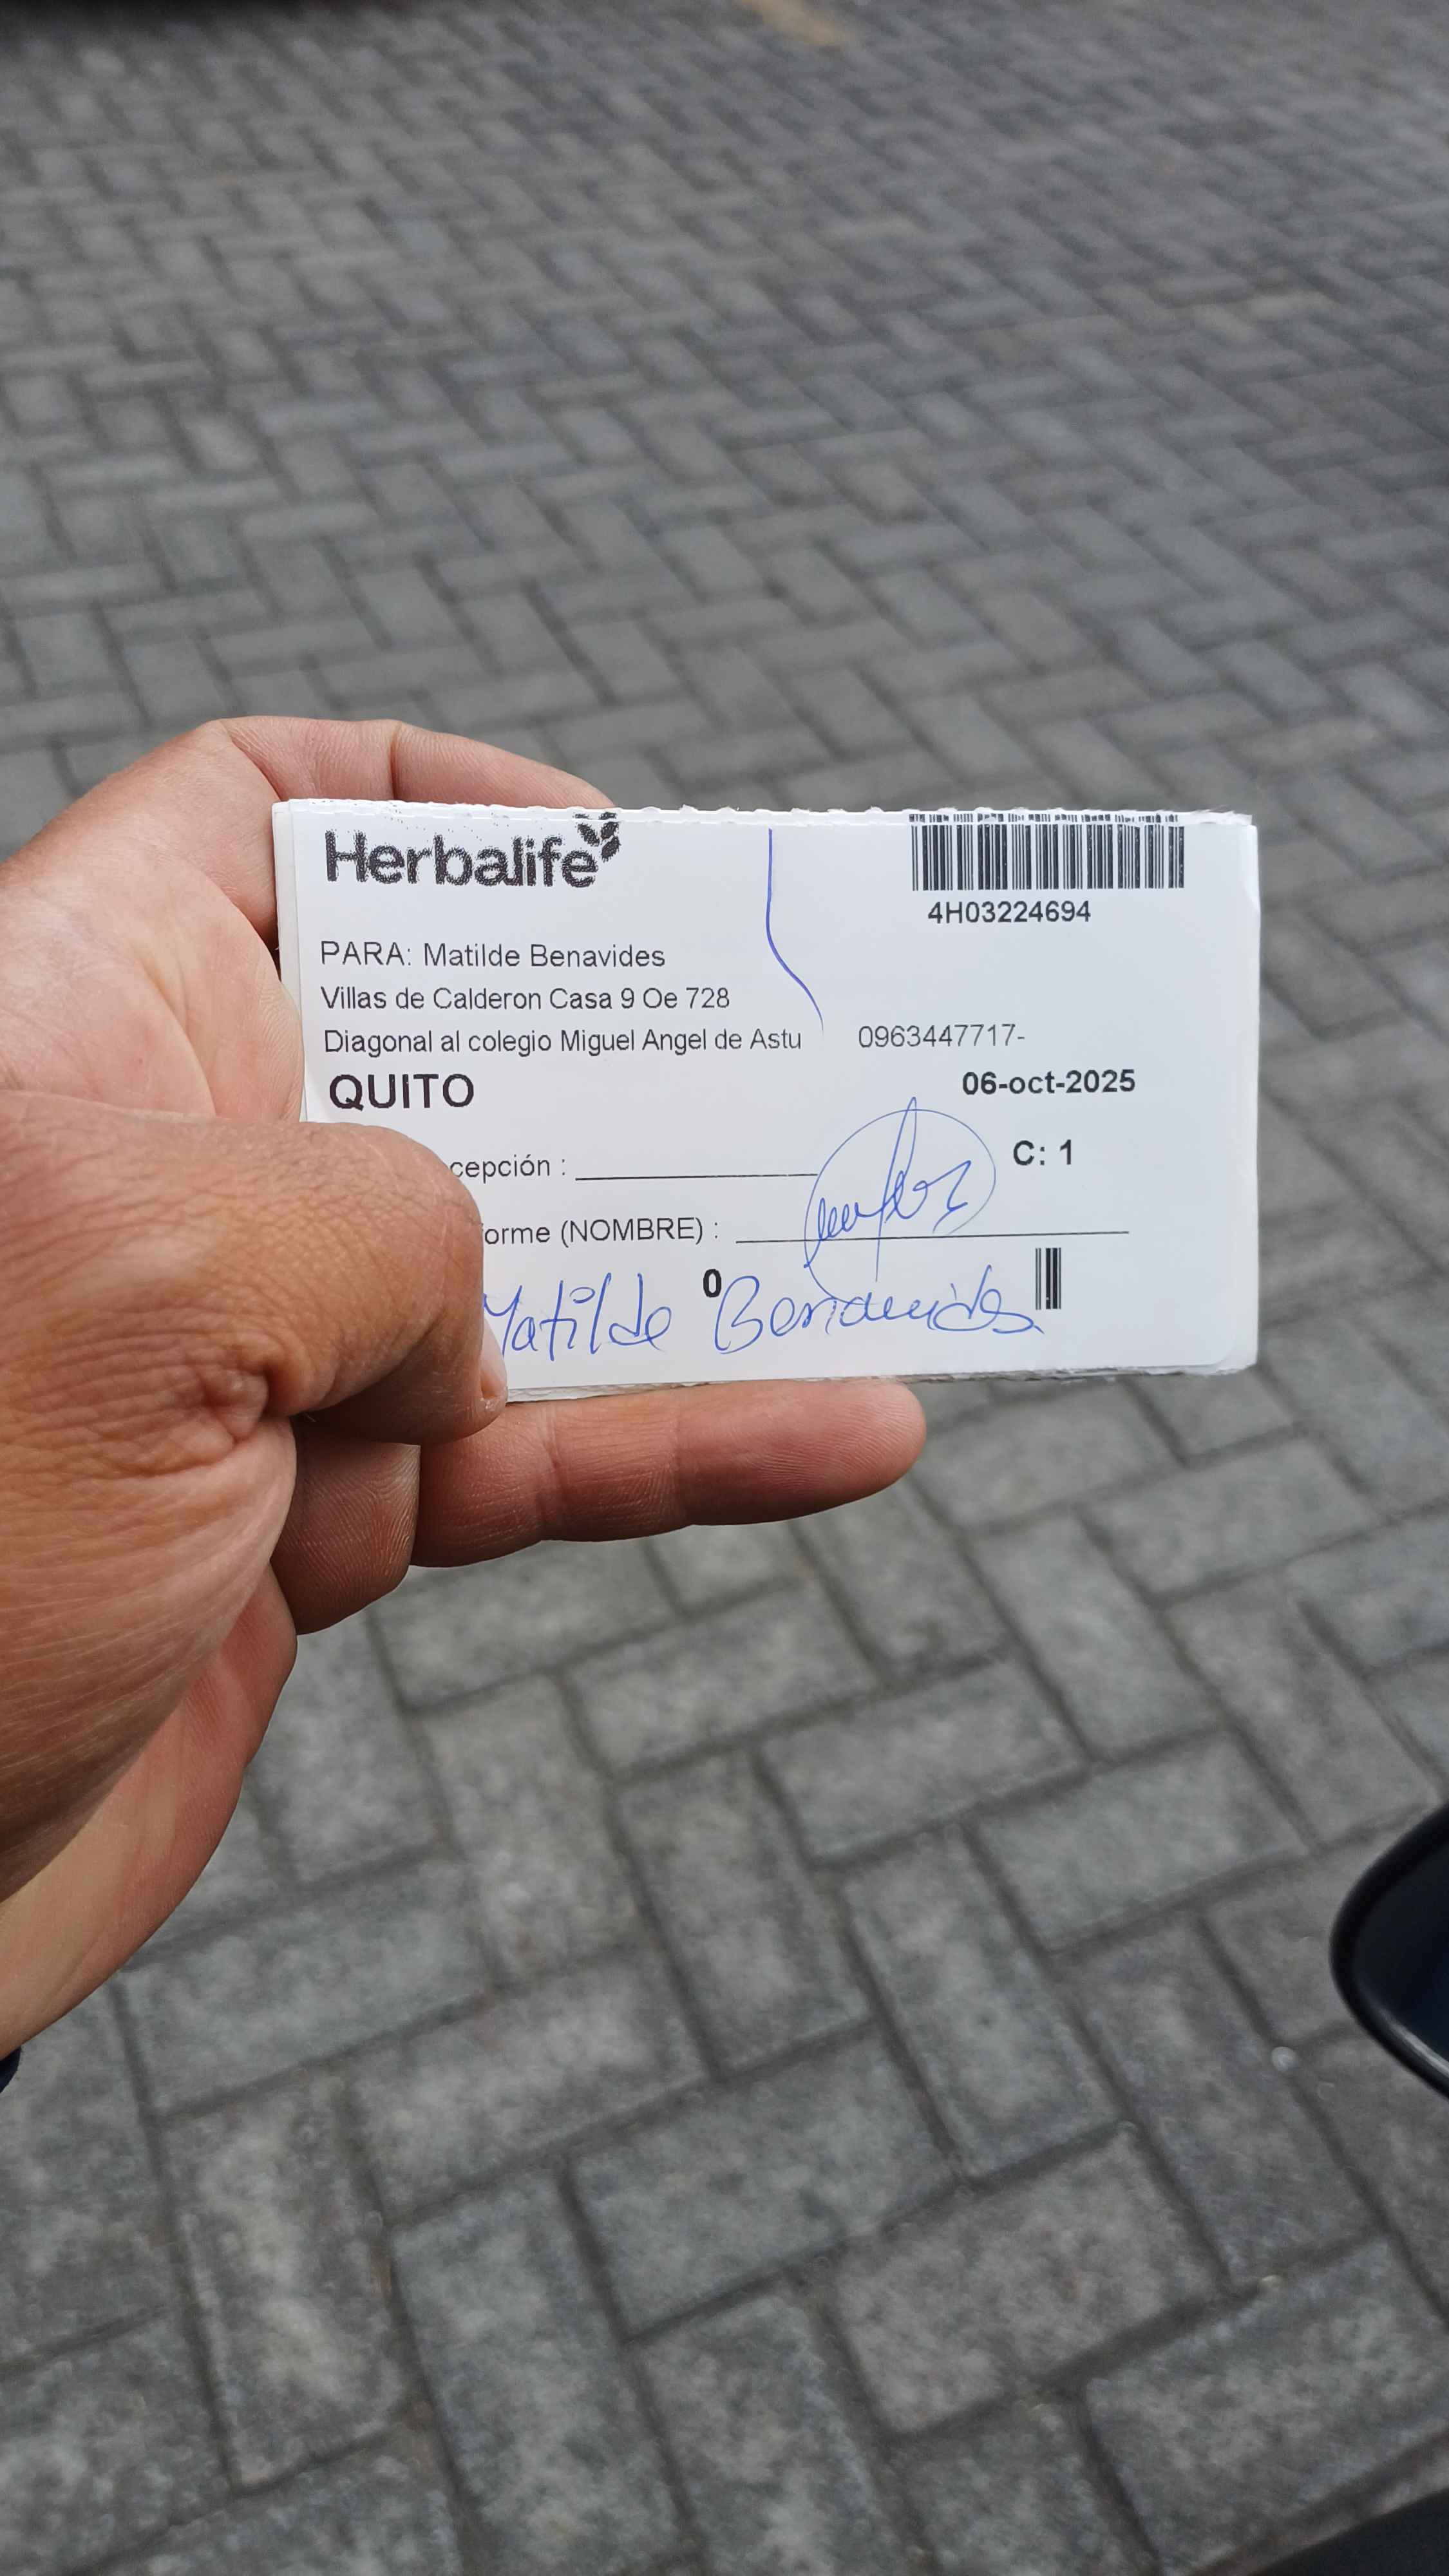 Herbalife
4H03224694
PARA: Matilde Benavides
Villas de Calderon Casa 9 Oe 728
Diagonal al colegio Miguel Angel de Astu 0963447717-
QUITO 06-oct-2025
C: 1
cepción :
orme (NOMBRE) :
0
Matilde Benavides